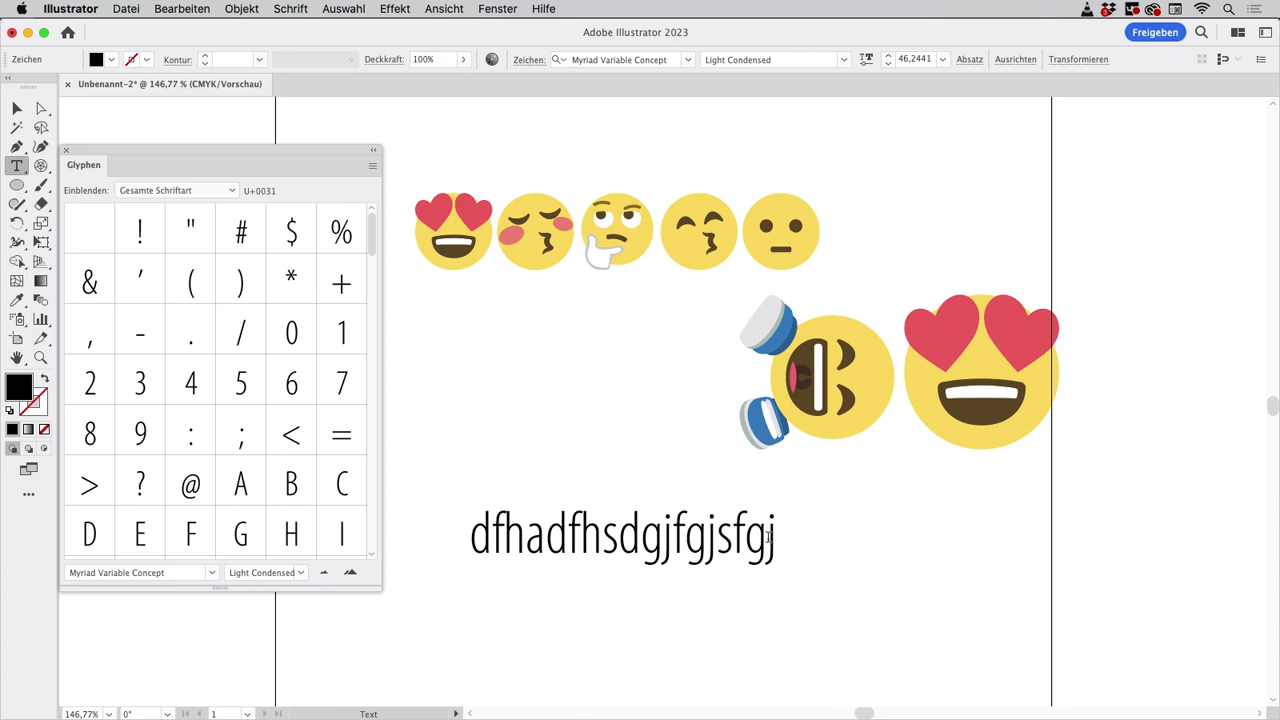 Illustrator Datei Bearbeiten Objekt Schrift Auswahl Effekt Ansicht Fenster Hilfe
Adobe Illustrator 2023
Freigeben
Zeichen Kontur: Deckkraft: 100% Zeichen: Myriad Variable Concept Light Condensed 46,2441 Absatz Ausrichten Transformieren
× Unbenannt-2* @ 146,77 % (CMYK/Vorschau)
Glyphen
Einblenden: Gesamte Schriftart U+0031
! " # $ %
& ' ( ) * +
, - . / 0 1
2 3 4 5 6 7
8 9 : ; < =
> ? @ A B C
D E F G H I
Myriad Variable Concept Light Condensed
dfhadfhsdgjfgjsfgj
146,77% 0° 1 Text